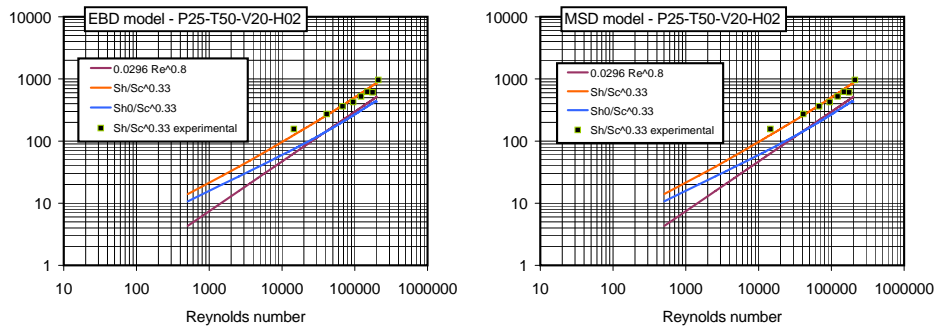 EBD model - P25-T50-V20-H02
10000
1000
100
10
1
0.0296 Re^0.8
Sh/Sc^0.33
Sh0/Sc^0.33
Sh/Sc^0.33 experimental
10 100 1000 10000 100000 1000000
Reynolds number
MSD model - P25-T50-V20-H02
10000
1000
100
10
1
0.0296 Re^0.8
Sh/Sc^0.33
Sh0/Sc^0.33
Sh/Sc^0.33 experimental
10 100 1000 10000 100000 1000000
Reynolds number